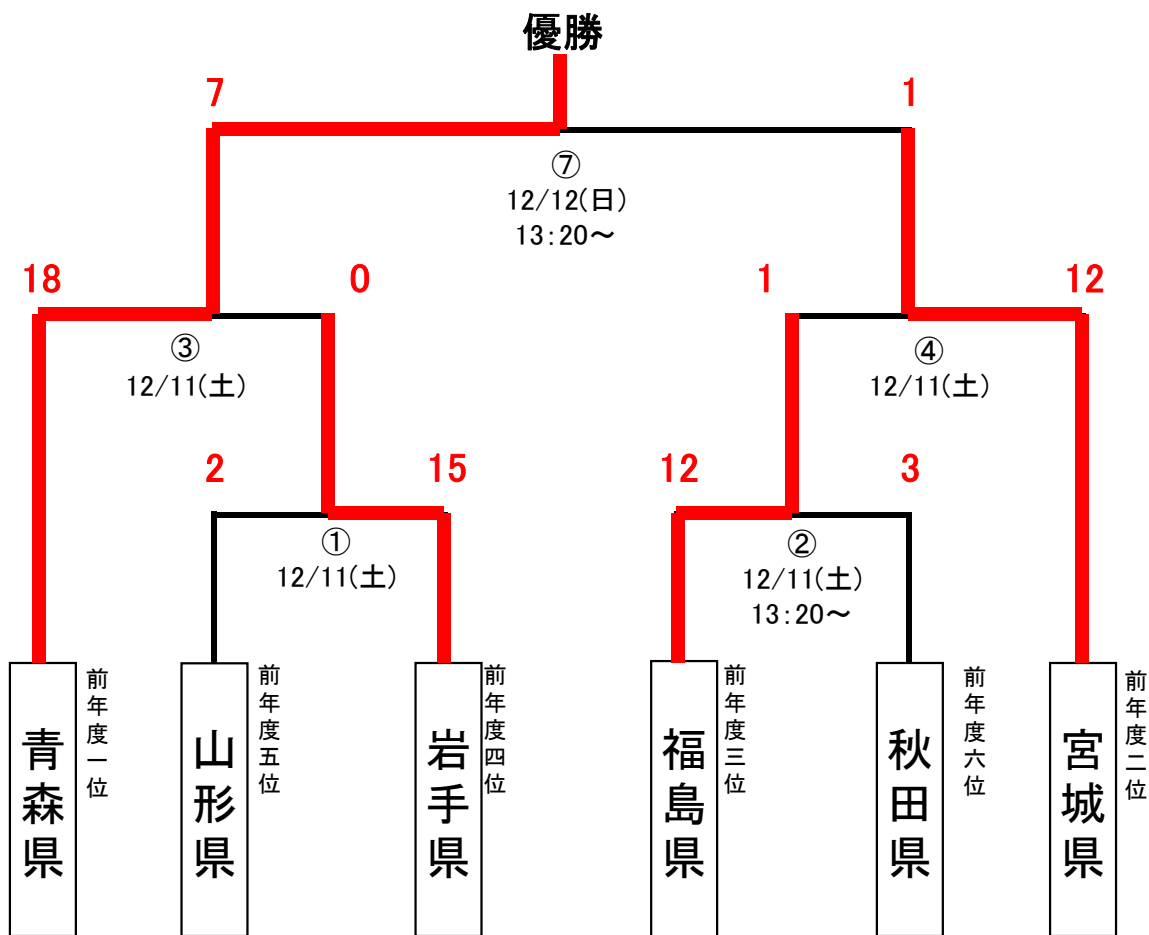 優勝
7
1
⑦
12/12(日)
13:20～
18
0
1
12
③
12/11(土)
④
12/11(土)
2
15
12
3
①
12/11(土)
②
12/11(土)
13:20～
青森県
前年度一位
山形県
前年度五位
岩手県
前年度四位
福島県
前年度三位
秋田県
前年度六位
宮城県
前年度二位